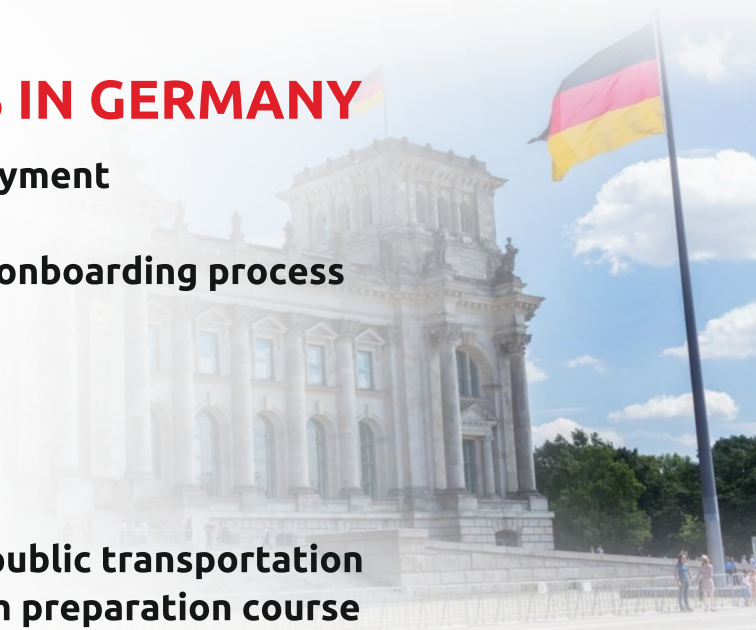 IN GERMANY
yment
onboarding process
public transportation
n preparation course